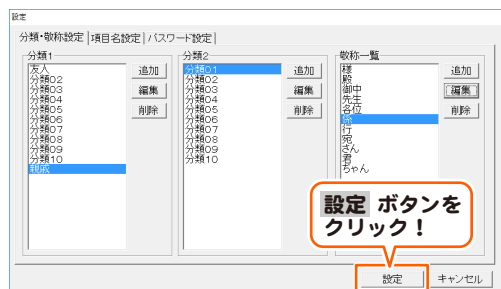 設定
分類・敬称設定 項目名設定 パスワード設定
分類1
友人
分類02
分類03
分類04
分類05
分類06
分類07
分類08
分類09
分類10
親戚
追加
編集
削除
分類2
分類01
分類02
分類03
分類04
分類05
分類06
分類07
分類08
分類09
分類10
追加
編集
削除
敬称一覧
様
殿
御中
先生
各位
係
行
宛
さん
君
ちゃん
追加
編集
削除
設定 ボタンを
クリック！
設定
キャンセル